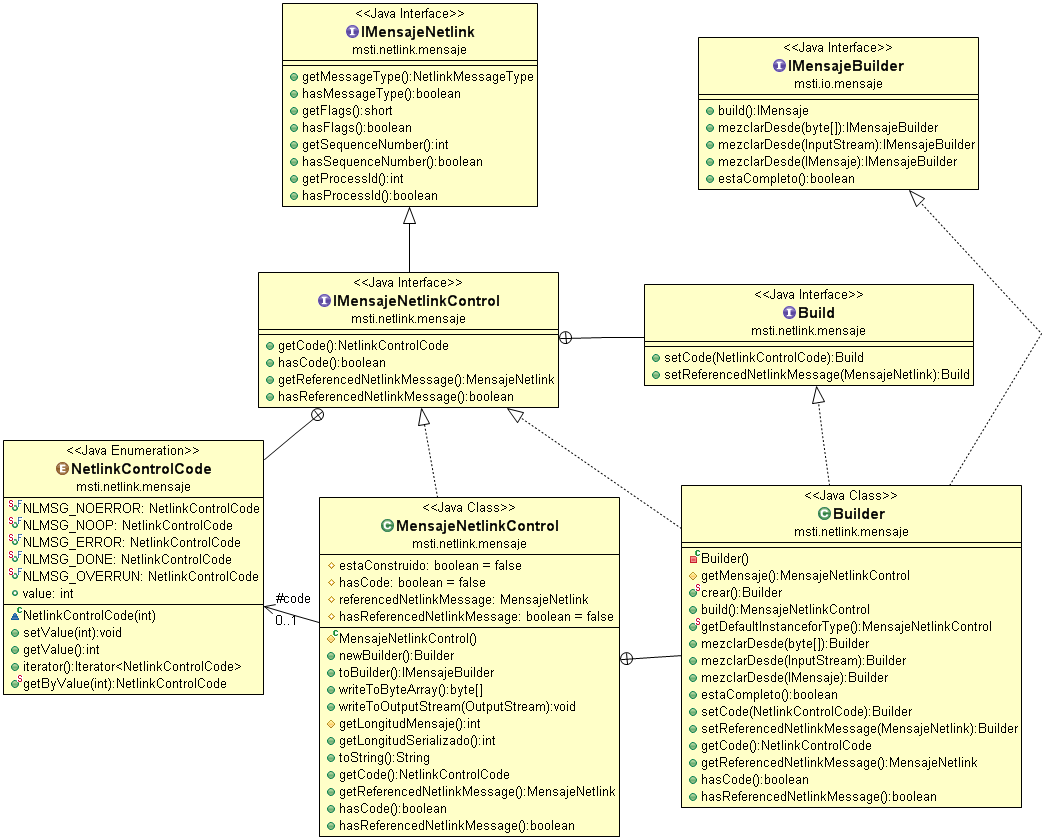 <<Java Interface>>
IMensajeNetlink
msti.netlink.mensaje
getMessageType():NetlinkMessageType
hasMessageType():boolean
getFlags():short
hasFlags():boolean
getSequenceNumber():int
hasSequenceNumber():boolean
getProcessId():int
hasProcessId():boolean
<<Java Interface>>
IMensajeBuilder
msti.io.mensaje
build():IMensaje
mezclarDesde(byte[]):IMensajeBuilder
mezclarDesde(InputStream):IMensajeBuilder
mezclarDesde(IMensaje):IMensajeBuilder
estaCompleto():boolean
<<Java Interface>>
IMensajeNetlinkControl
msti.netlink.mensaje
getCode():NetlinkControlCode
hasCode():boolean
getReferencedNetlinkMessage():MensajeNetlink
hasReferencedNetlinkMessage():boolean
<<Java Interface>>
Build
msti.netlink.mensaje
setCode(NetlinkControlCode):Build
setReferencedNetlinkMessage(MensajeNetlink):Build
<<Java Enumeration>>
NetlinkControlCode
msti.netlink.mensaje
NLMSG_NOERROR: NetlinkControlCode
NLMSG_NOOP: NetlinkControlCode
NLMSG_ERROR: NetlinkControlCode
NLMSG_DONE: NetlinkControlCode
NLMSG_OVERRUN: NetlinkControlCode
value: int
NetlinkControlCode(int)
setValue(int):void
getValue():int
iterator():Iterator<NetlinkControlCode>
getByValue(int):NetlinkControlCode
#code
0..1
<<Java Class>>
MensajeNetlinkControl
msti.netlink.mensaje
estaConstruido: boolean = false
hasCode: boolean = false
referencedNetlinkMessage: MensajeNetlink
hasReferencedNetlinkMessage: boolean = false
MensajeNetlinkControl()
newBuilder():Builder
toBuilder():IMensajeBuilder
writeToByteArray():byte[]
writeToOutputStream(OutputStream):void
getLongitudMensaje():int
getLongitudSerializado():int
toString():String
getCode():NetlinkControlCode
getReferencedNetlinkMessage():MensajeNetlink
hasCode():boolean
hasReferencedNetlinkMessage():boolean
<<Java Class>>
Builder
msti.netlink.mensaje
Builder()
getMensaje():MensajeNetlinkControl
crear():Builder
build():MensajeNetlinkControl
getDefaultInstanceforType():MensajeNetlinkControl
mezclarDesde(byte[]):Builder
mezclarDesde(InputStream):Builder
mezclarDesde(IMensaje):Builder
estaCompleto():boolean
setCode(NetlinkControlCode):Builder
setReferencedNetlinkMessage(MensajeNetlink):Builder
getCode():NetlinkControlCode
getReferencedNetlinkMessage():MensajeNetlink
hasCode():boolean
hasReferencedNetlinkMessage():boolean